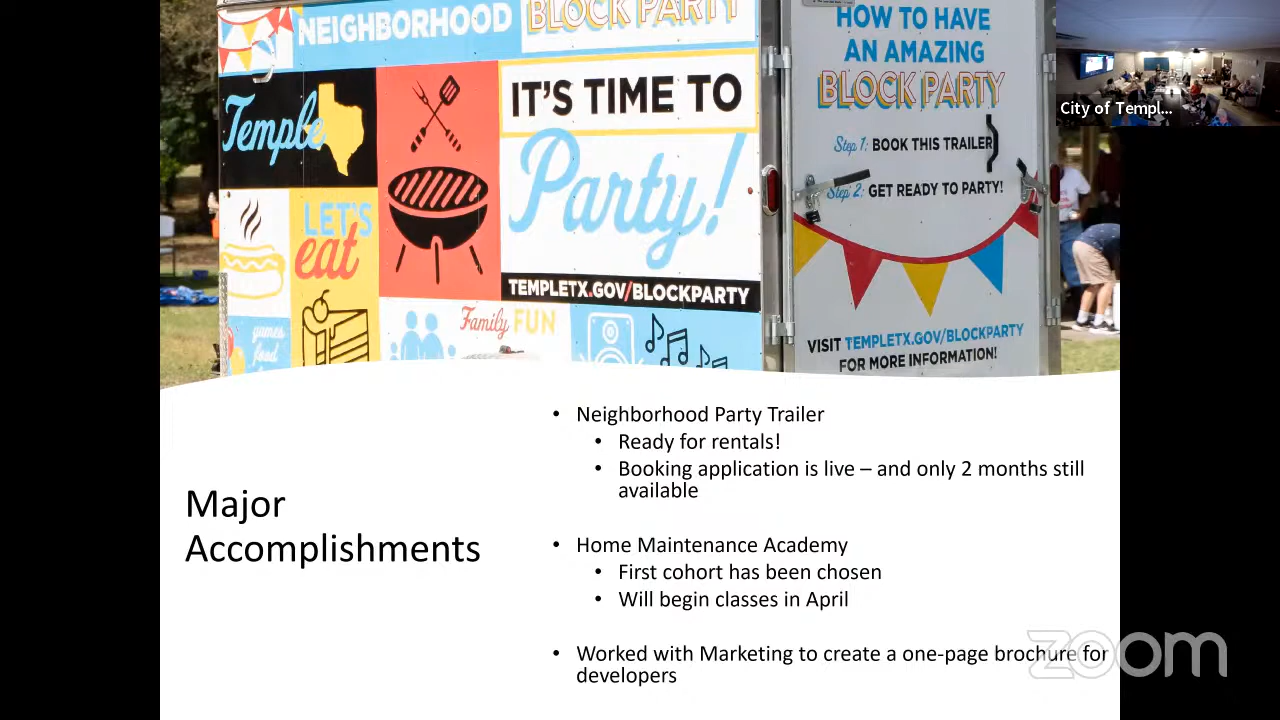 NEIGHBORHOOD
BLOCK PARTY
Temple
IT'S TIME TO
Party!
LET'S
eat
TEMPLETX.GOV/BLOCKPARTY
games
food
Family FUN
HOW TO HAVE
AN AMAZING
BLOCK PARTY
Step 1: BOOK THIS TRAILER
Step 2: GET READY TO PARTY!
VISIT TEMPLETX.GOV/BLOCKPARTY
FOR MORE INFORMATION!
City of Templ...
Major
Accomplishments
• Neighborhood Party Trailer
• Ready for rentals!
• Booking application is live – and only 2 months still
available
• Home Maintenance Academy
• First cohort has been chosen
• Will begin classes in April
• Worked with Marketing to create a one-page brochure for
developers
zoom